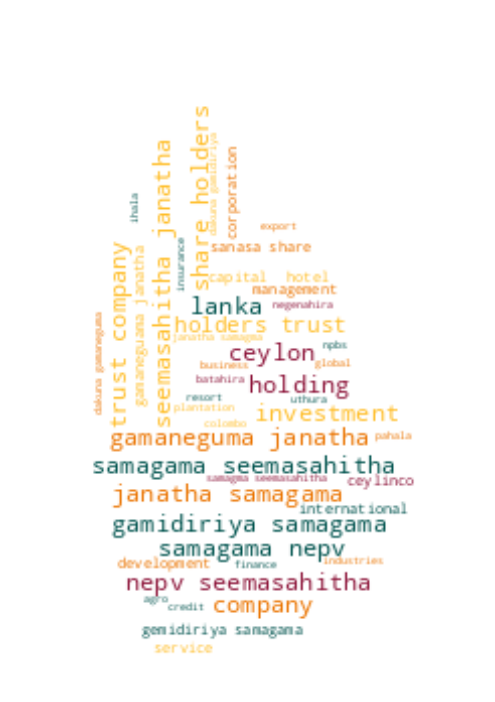 share holders
dakuna gamidiriya
seemasahitha janatha
corporation
ihala
export
insurance
sanasa share
trust company
gamaneguama janatha
capital
hotel
management
lanka
negenahira
dakuna gamaneguma
holders trust
janatha samagma
ceylon
npbs
business
global
batahira
holding
resort
uthura
plantation
investment
colombo
gamaneguma janatha
pahala
samagama seemasahitha
samagma seemasahitha
ceylinco
janatha samagama
international
gamidiriya samagama
samagama nepv
development
finance
industries
nepv seemasahitha
agro
credit
company
gemidiriya samagama
service